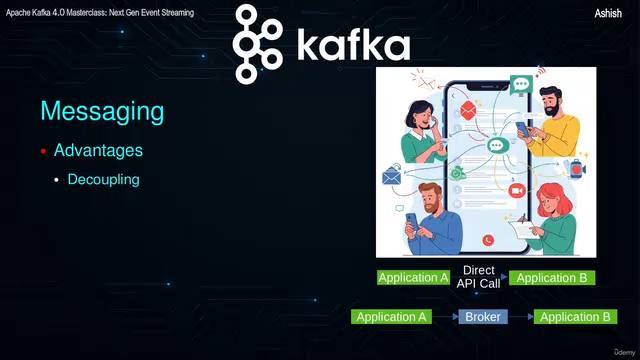 Apache Kafka 4.0 Masterclass: Next Gen Event Streaming
Ashish
kafka
Messaging
Advantages
Decoupling
Application A
Direct
API Call
Application B
Application A
Broker
Application B
udemy